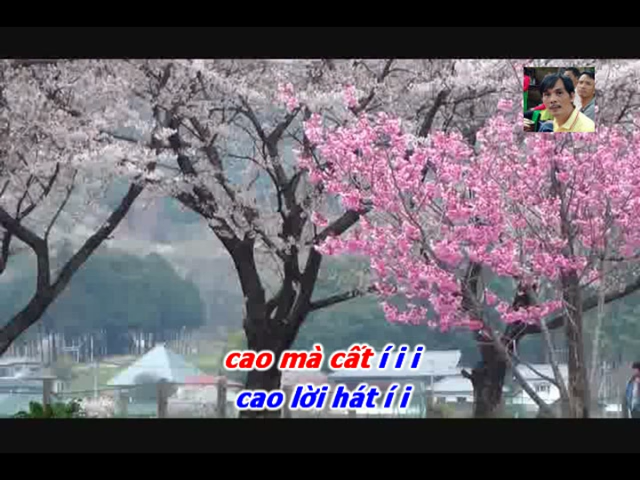 cao mà cất í i i
cao lời hát í i